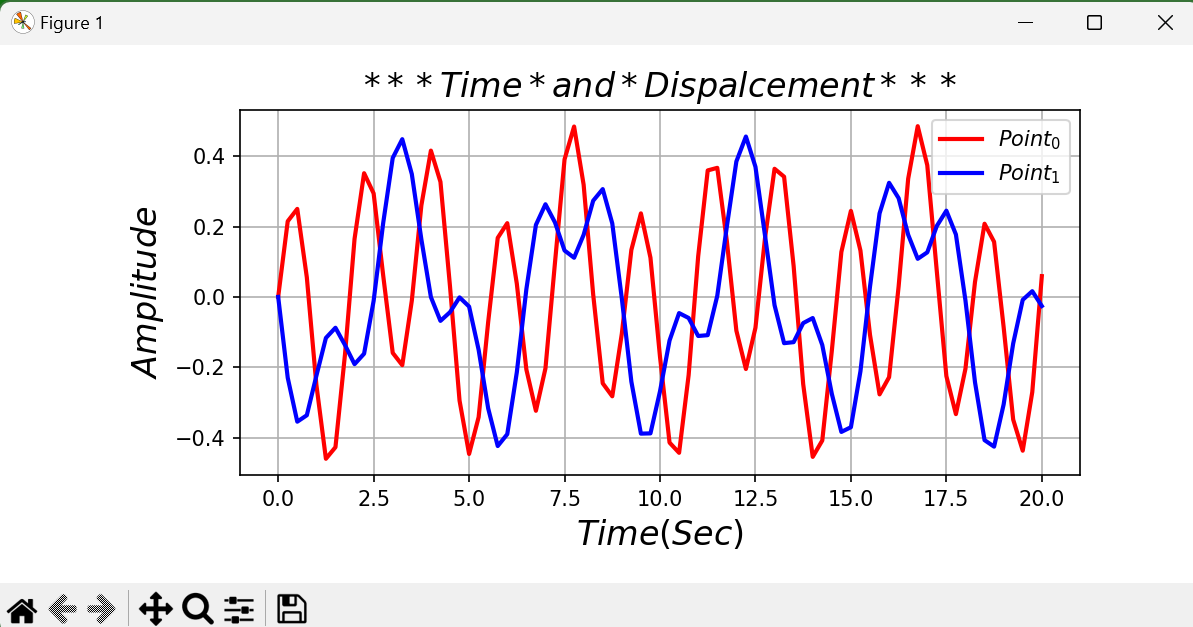 Figure 1
* * * Time * and * Dispalcement * * *
0.4
0.2
0.0
−0.2
−0.4
Amplitude
Point0
Point1
0.0 2.5 5.0 7.5 10.0 12.5 15.0 17.5 20.0
Time(Sec)